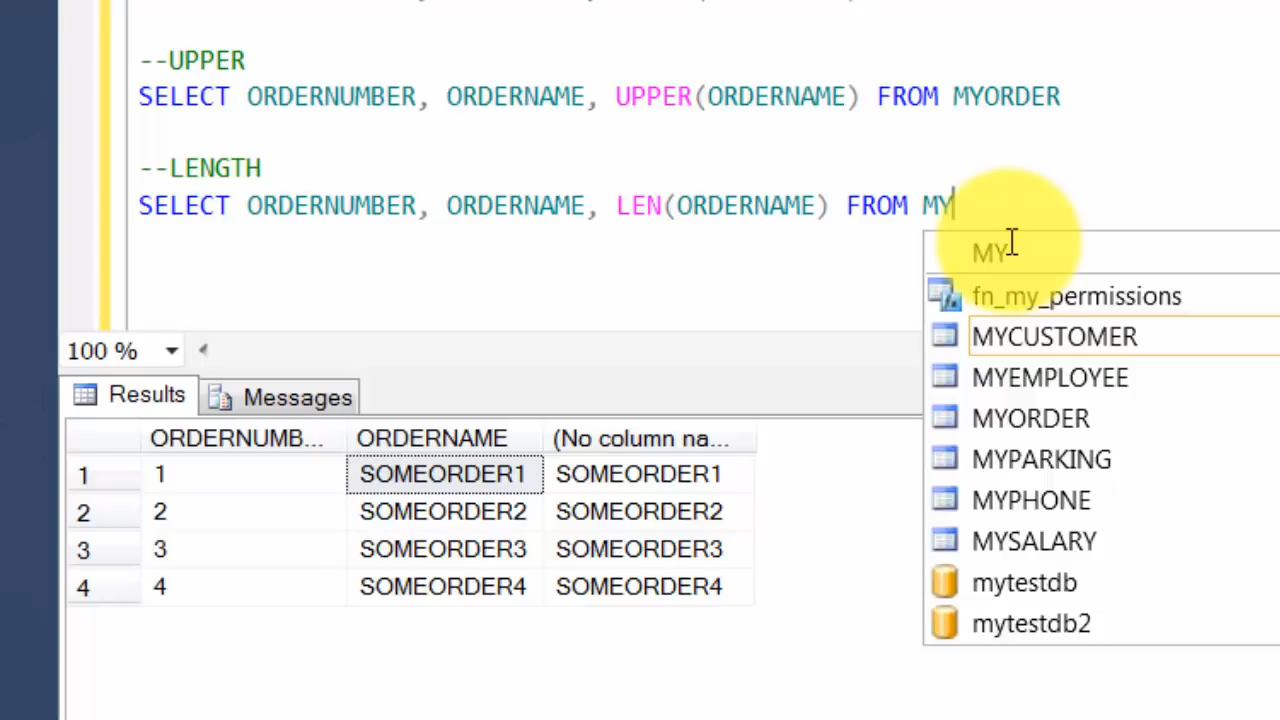 --UPPER
SELECT ORDERNUMBER, ORDERNAME, UPPER(ORDERNAME) FROM MYORDER
--LENGTH
SELECT ORDERNUMBER, ORDERNAME, LEN(ORDERNAME) FROM MY
MY
fn_my_permissions
MYCUSTOMER
MYEMPLOYEE
MYORDER
MYPARKING
MYPHONE
MYSALARY
mytestdb
mytestdb2
100 %
Results Messages
ORDERNUMB... ORDERNAME (No column na...
1 1 SOMEORDER1 SOMEORDER1
2 2 SOMEORDER2 SOMEORDER2
3 3 SOMEORDER3 SOMEORDER3
4 4 SOMEORDER4 SOMEORDER4